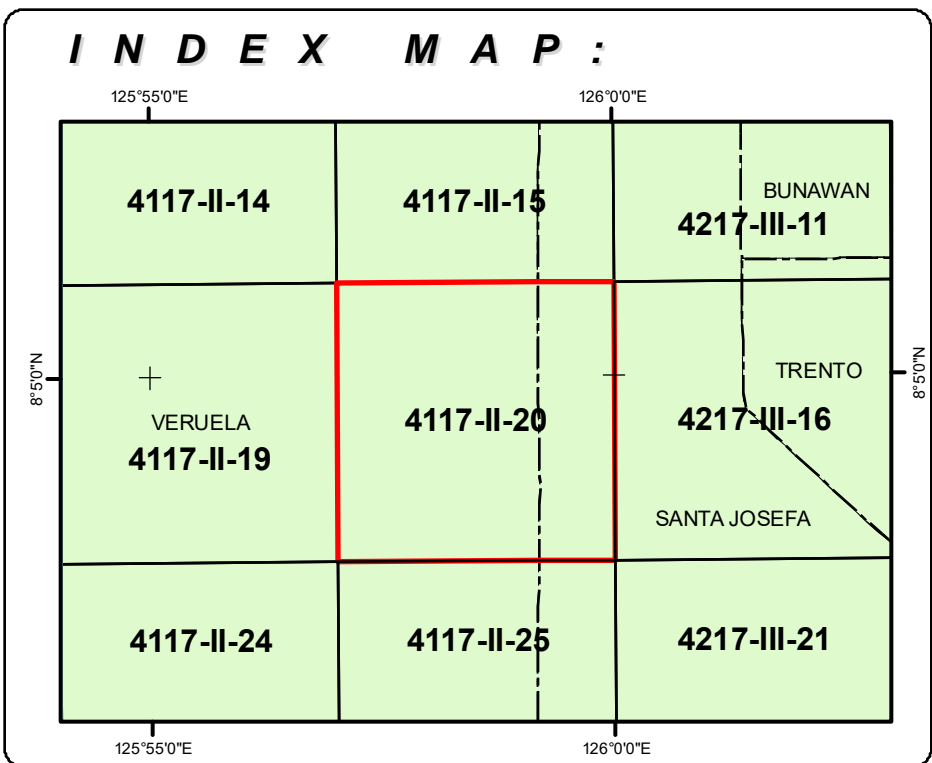 INDEX MAP:
125°55'0"E 126°0'0"E
4117-II-14 4117-II-15 BUNAWAN
4217-III-11
8°5'0"N 8°5'0"N
TRENTO
VERUELA 4117-II-20 4217-III-16
4117-II-19
SANTA JOSEFA
4117-II-24 4117-II-25 4217-III-21
125°55'0"E 126°0'0"E